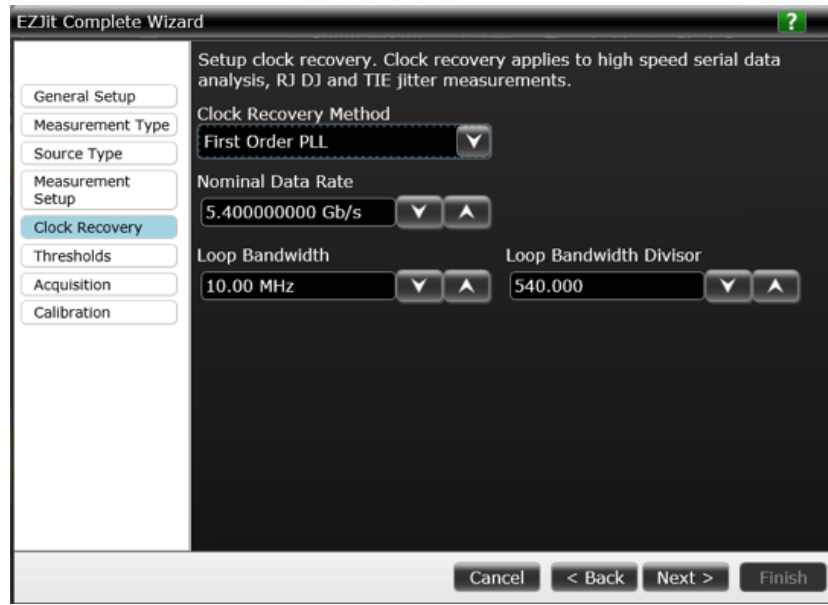 EZJit Complete Wizard
?
Setup clock recovery. Clock recovery applies to high speed serial data
analysis, RJ DJ and TIE jitter measurements.
General Setup
Measurement Type
Source Type
Measurement
Setup
Clock Recovery
Thresholds
Acquisition
Calibration
Clock Recovery Method
First Order PLL
Nominal Data Rate
5.400000000 Gb/s
Loop Bandwidth
10.00 MHz
Loop Bandwidth Divisor
540.000
Cancel
< Back
Next >
Finish